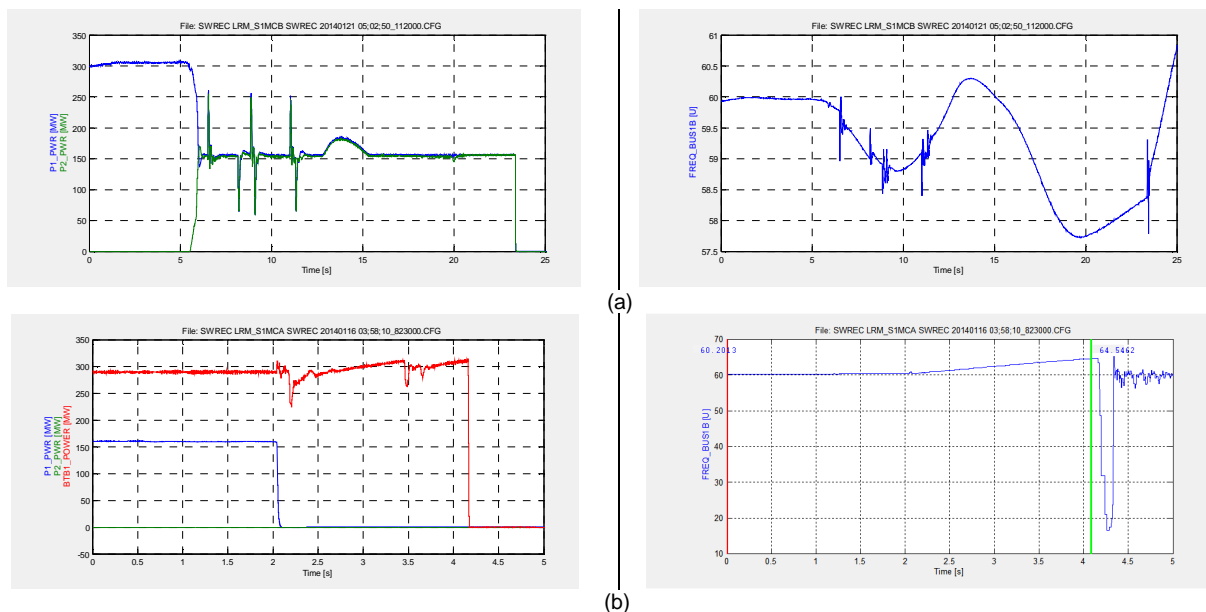 File: SWREC LRM_S1MCB SWREC 20140121 05;02;50_112000.CFG
P1_PWR [MW]
P2_PWR [MW]
350
300
250
200
150
100
50
0
0 5 10 15 20 25
Time [s]
File: SWREC LRM_S1MCB SWREC 20140121 05;02;50_112000.CFG
FREQ_BUS1B [U]
61
60.5
60
59.5
59
58.5
58
57.5
0 5 10 15 20 25
Time [s]
(a)
File: SWREC LRM_S1MCA SWREC 20140116 03;58;10_823000.CFG
P1_PWR [MW]
P2_PWR [MW]
BTB1_POWER [MW]
350
300
250
200
150
100
50
0
-50
0 0.5 1 1.5 2 2.5 3 3.5 4 4.5 5
Time [s]
File: SWREC LRM_S1MCA SWREC 20140116 03;58;10_823000.CFG
60.2013 64.5462
FREQ_BUS1B [U]
70
60
50
40
30
20
10
0 0.5 1 1.5 2 2.5 3 3.5 4 4.5 5
Time [s]
(b)